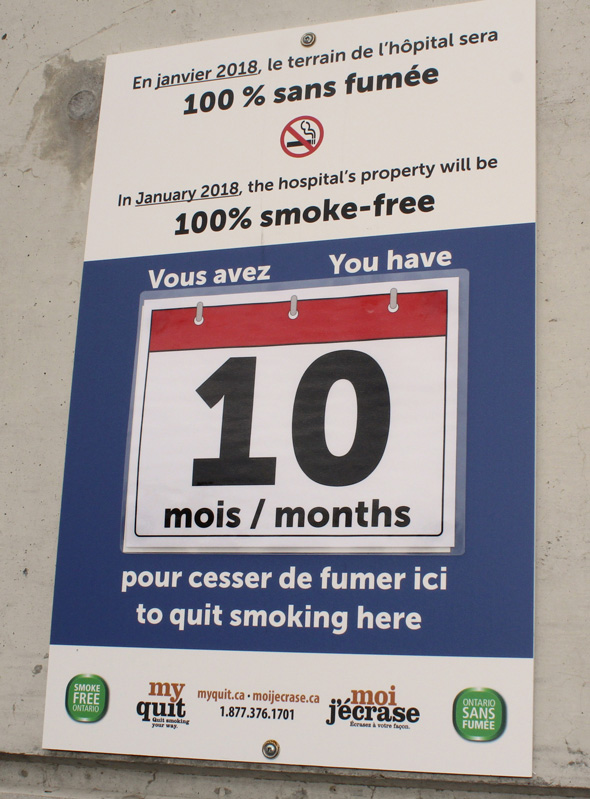 En janvier 2018, le terrain de l'hôpital sera
100 % sans fumée
In January 2018, the hospital's property will be
100% smoke-free
Vous avez You have
10
mois / months
pour cesser de fumer ici
to quit smoking here
SMOKE
FREE
ONTARIO
my
quit
Quit smoking
your way.
myquit.ca · moijecrase.ca
1.877.376.1701
moi
j'écrase
Écrasez à votre façon.
ONTARIO
SANS
FUMÉE